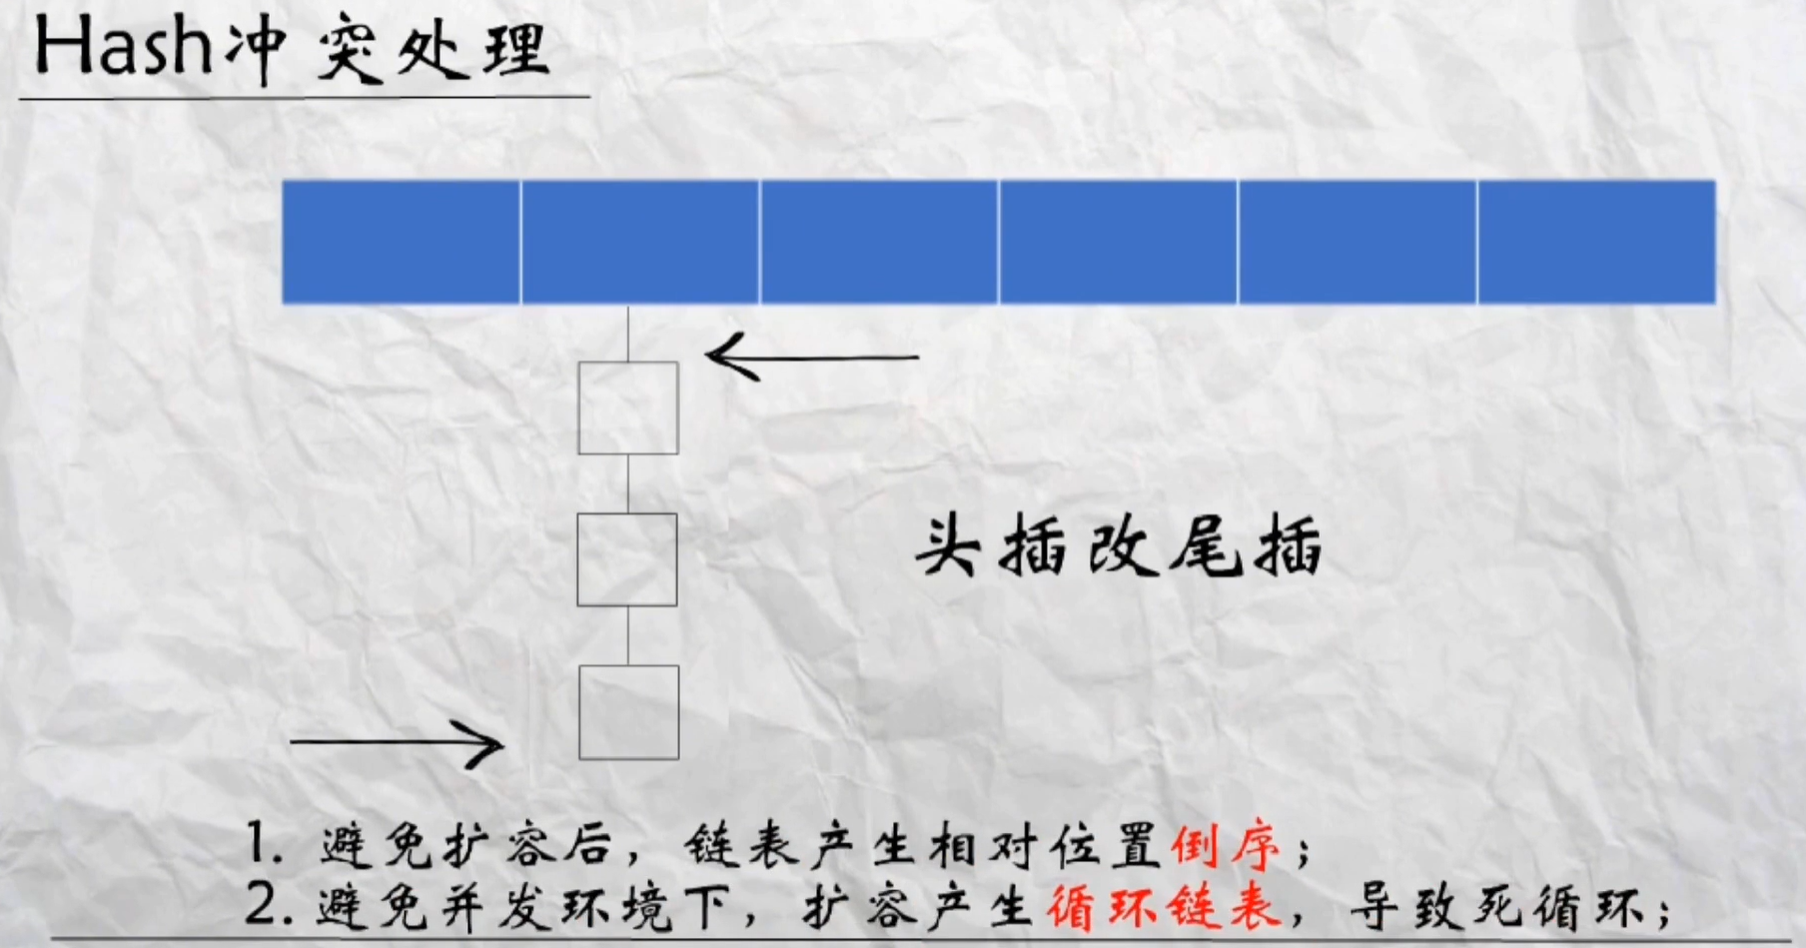 Hash冲突处理
头插改尾插
1. 避免扩容后，链表产生相对位置倒序；
2. 避免并发环境下，扩容产生循环链表，导致死循环；